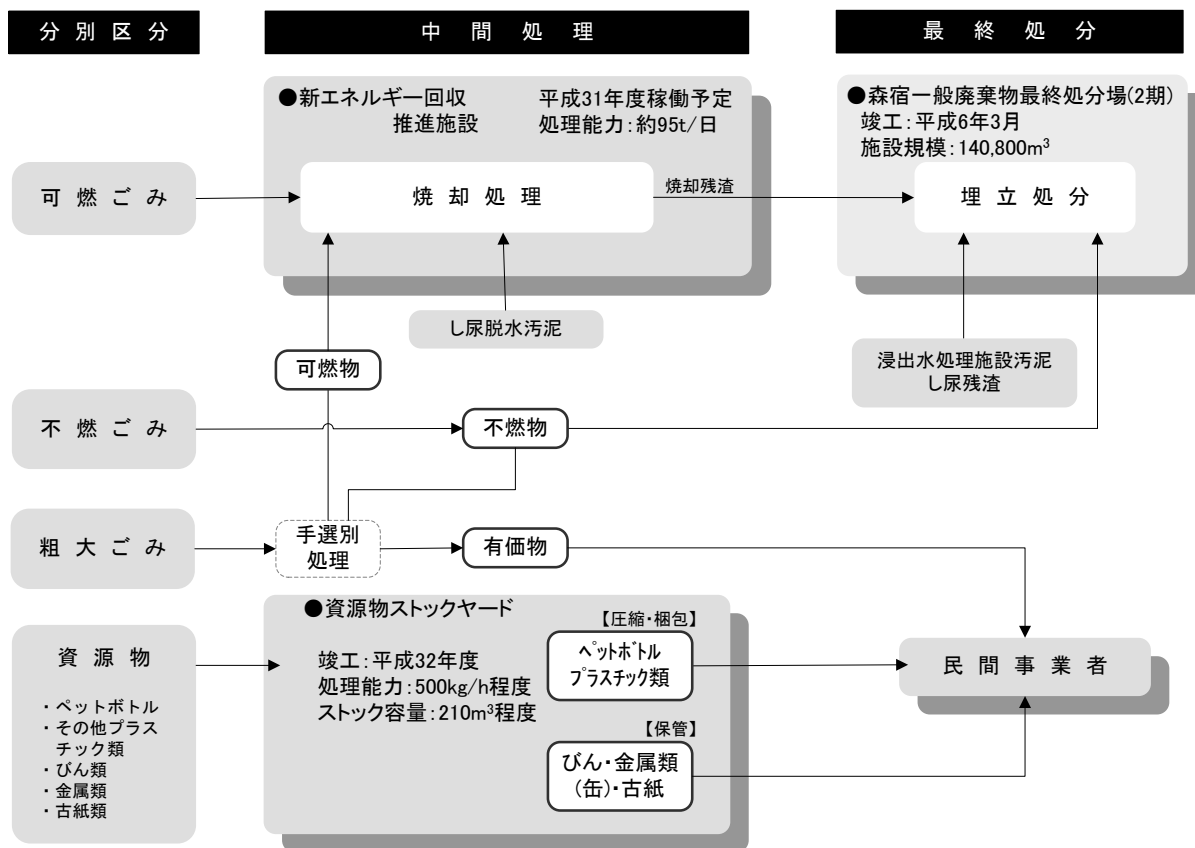 分別区分
中間処理
最終処分
●新エネルギー回収
推進施設
平成31年度稼働予定
処理能力:約95t/日
●森宿一般廃棄物最終処分場(2期)
竣工:平成6年3月
施設規模:140,800m³
可燃ごみ
焼却処理
焼却残渣
埋立処分
し尿脱水汚泥
可燃物
浸出水処理施設汚泥
し尿残渣
不燃ごみ
不燃物
粗大ごみ
手選別
処理
有価物
資源物
・ペットボトル
・その他プラス
チック類
・びん類
・金属類
・古紙類
●資源物ストックヤード
竣工:平成32年度
処理能力:500kg/h程度
ストック容量:210m³程度
【圧縮・梱包】
ペットボトル
プラスチック類
【保管】
びん・金属類
(缶)・古紙
民間事業者